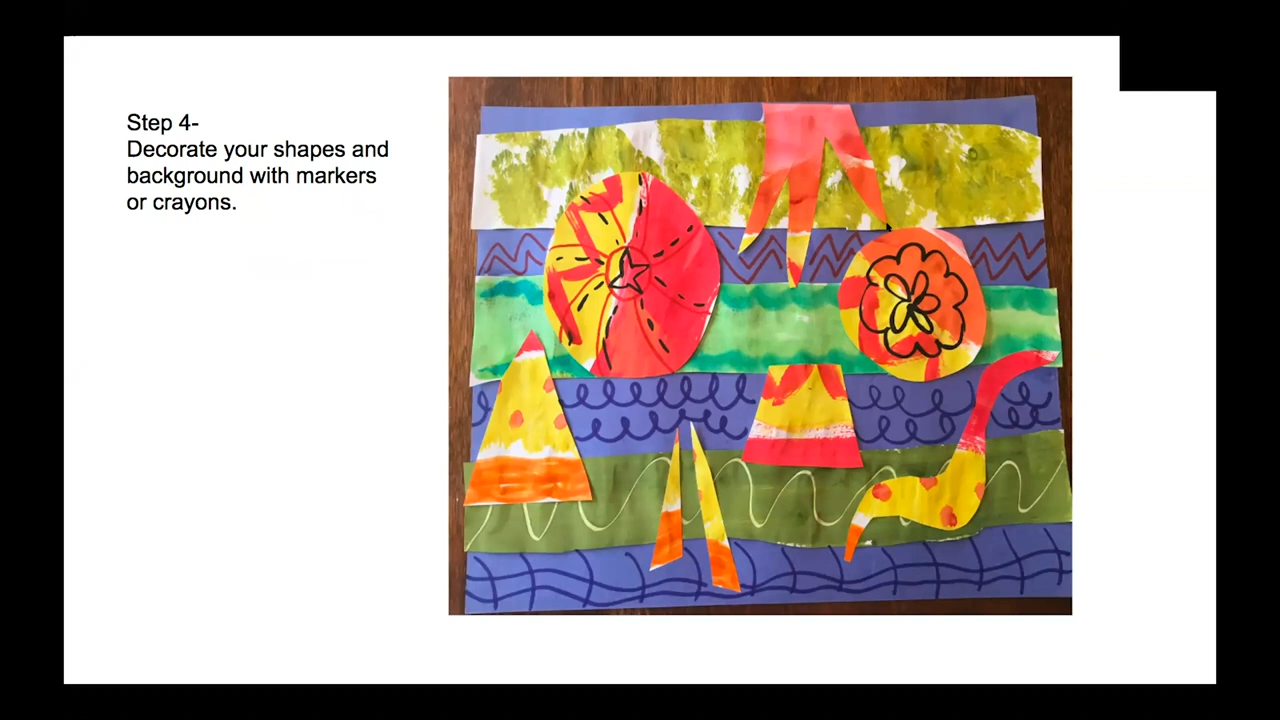 Step 4-
Decorate your shapes and
background with markers
or crayons.